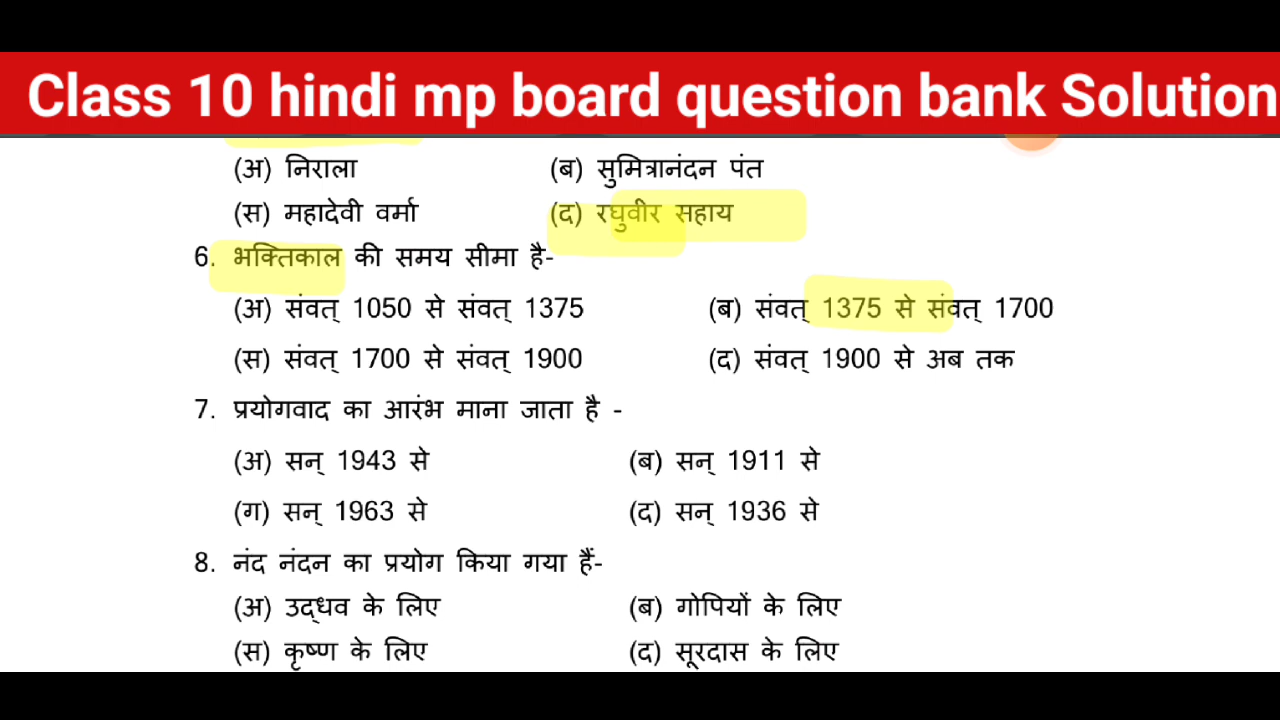 Class 10 hindi mp board question bank Solution
(अ) निराला (ब) सुमित्रानंदन पंत
(स) महादेवी वर्मा (द) रघुवीर सहाय
6. भक्तिकाल की समय सीमा है-
(अ) संवत् 1050 से संवत् 1375 (ब) संवत् 1375 से संवत् 1700
(स) संवत् 1700 से संवत् 1900 (द) संवत् 1900 से अब तक
7. प्रयोगवाद का आरंभ माना जाता है -
(अ) सन् 1943 से (ब) सन् 1911 से
(ग) सन् 1963 से (द) सन् 1936 से
8. नंद नंदन का प्रयोग किया गया हैं-
(अ) उद्धव के लिए (ब) गोपियों के लिए
(स) कृष्ण के लिए (द) सूरदास के लिए